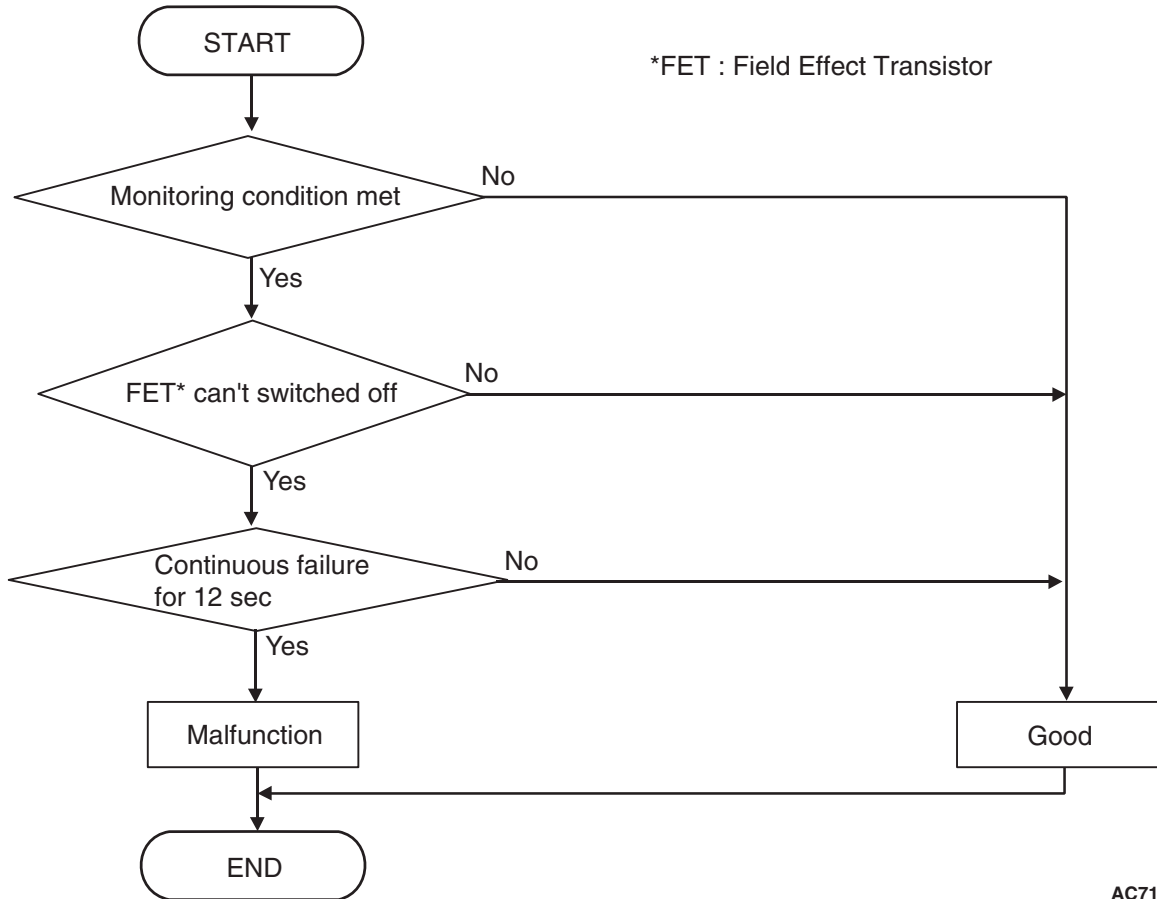 START
*FET : Field Effect Transistor
Monitoring condition met
No
Yes
FET* can't switched off
No
Yes
Continuous failure
for 12 sec
No
Yes
Malfunction
Good
END
AC71